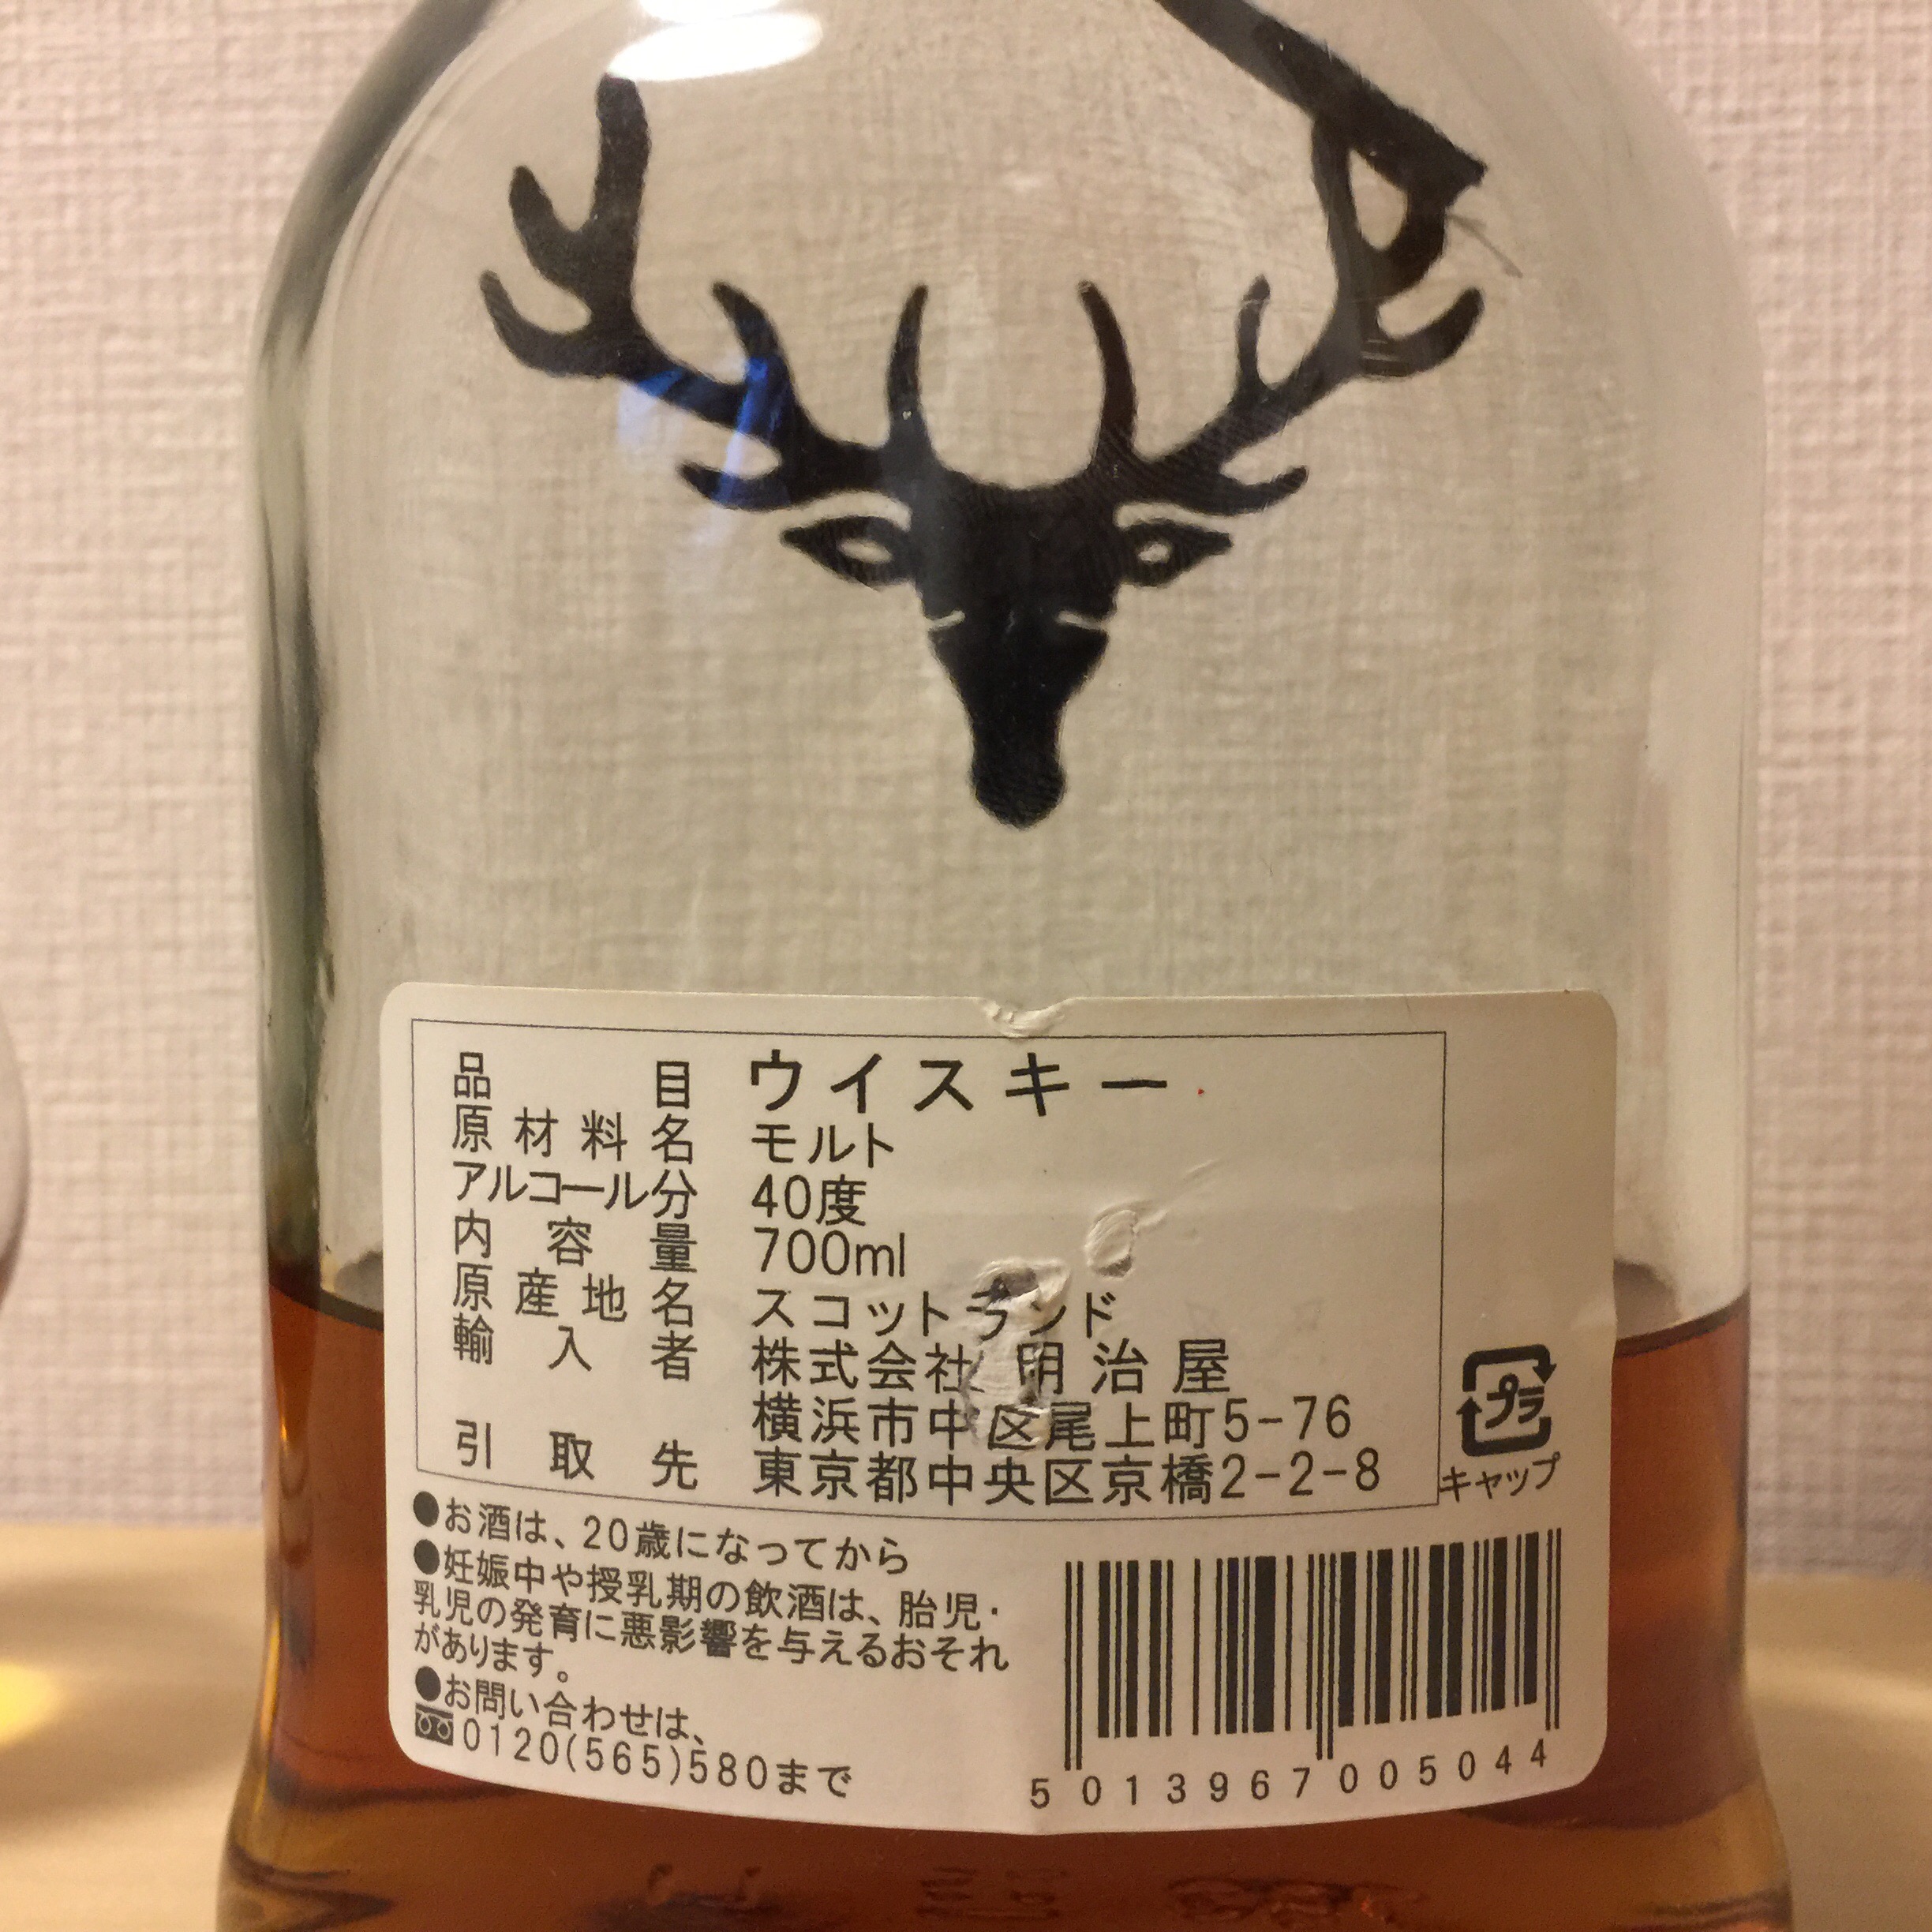 品目 ウイスキー
原材料名 モルト
アルコール分 40度
内容量 700ml
原産地名 スコットランド
輸入者 株式会社 明治屋
横浜市中区尾上町5-76
引取先 東京都中央区京橋2-2-8
プラ
キャップ
●お酒は、20歳になってから
●妊娠中や授乳期の飲酒は、胎児・
乳児の発育に悪影響を与えるおそれ
があります。
●お問い合わせは、
0120(565)580まで
5013967005044